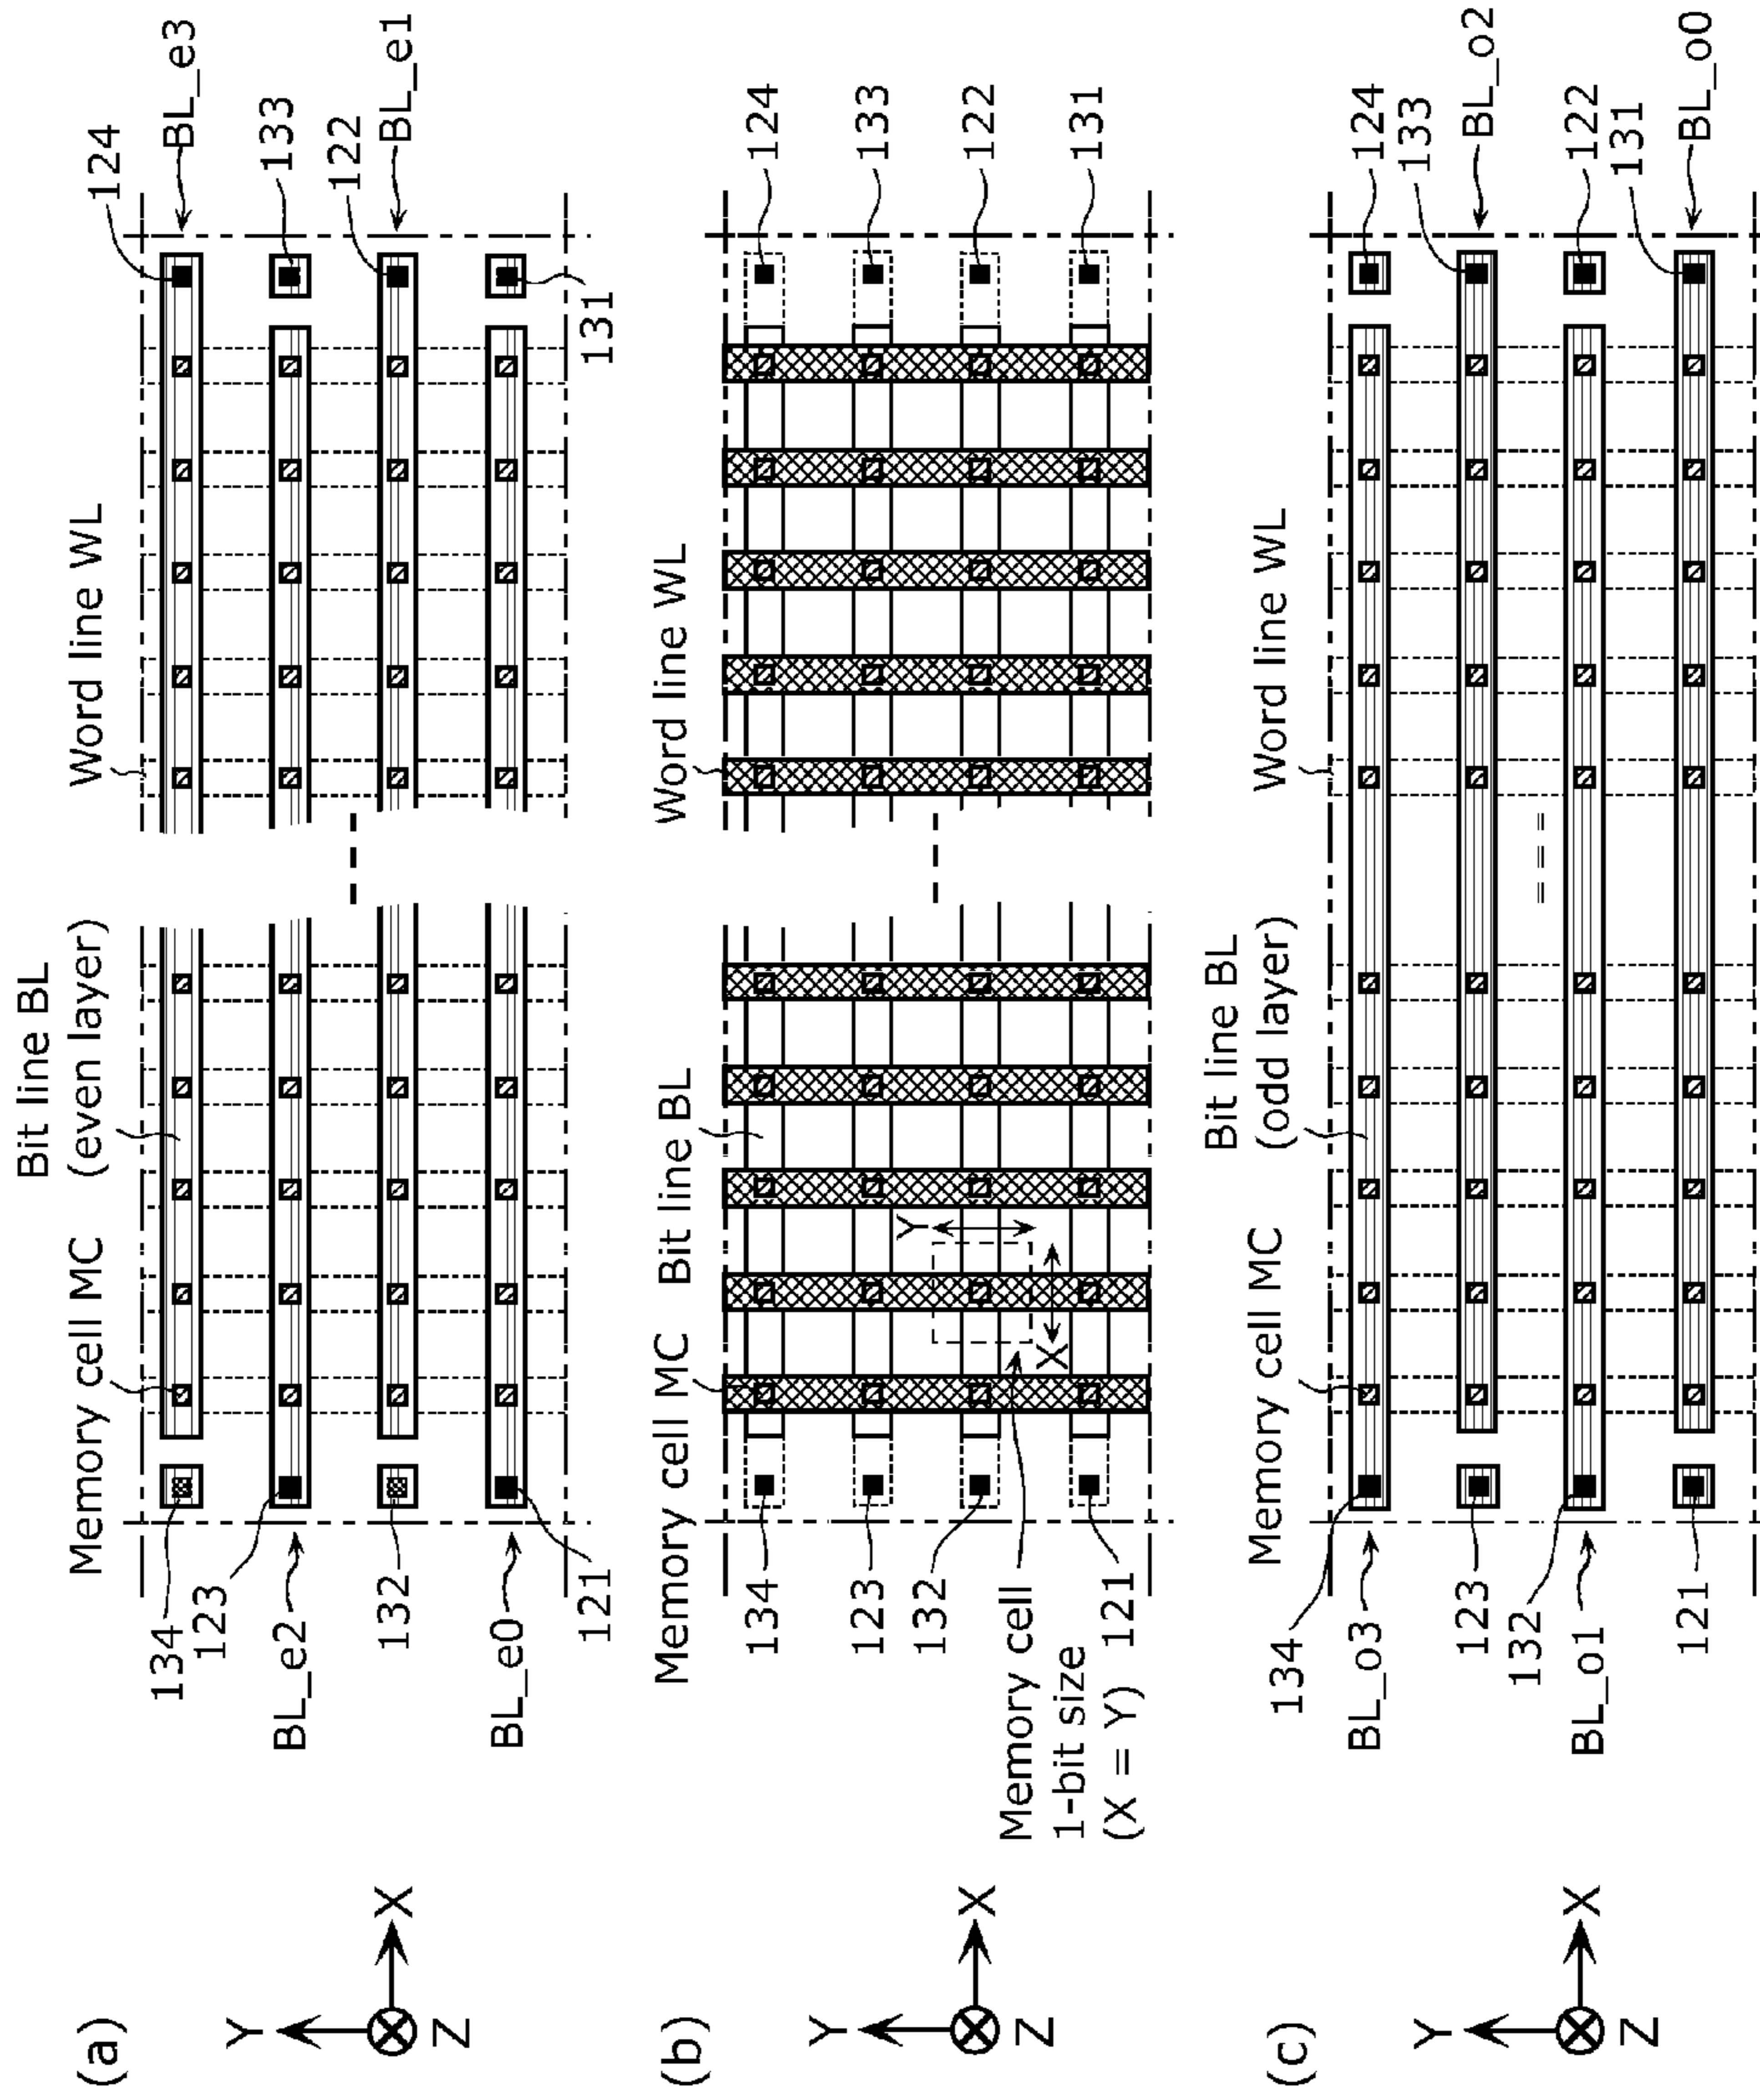 (a)
Y
X
Z
Memory cell MC
Bit line BL
(even layer)
Word line WL
134
123
BL_e2
132
BL_e0
121
124
BL_e3
133
122
BL_e1
131
(b)
Y
X
Z
Memory cell MC
Bit line BL
Word line WL
134
123
132
121
Memory cell
1-bit size
(X = Y)
Y
X
124
133
122
131
(c)
Y
X
Z
Memory cell MC
Bit line BL
(odd layer)
Word line WL
134
BL_o3
123
132
BL_o1
121
124
133
BL_o2
122
131
BL_o0